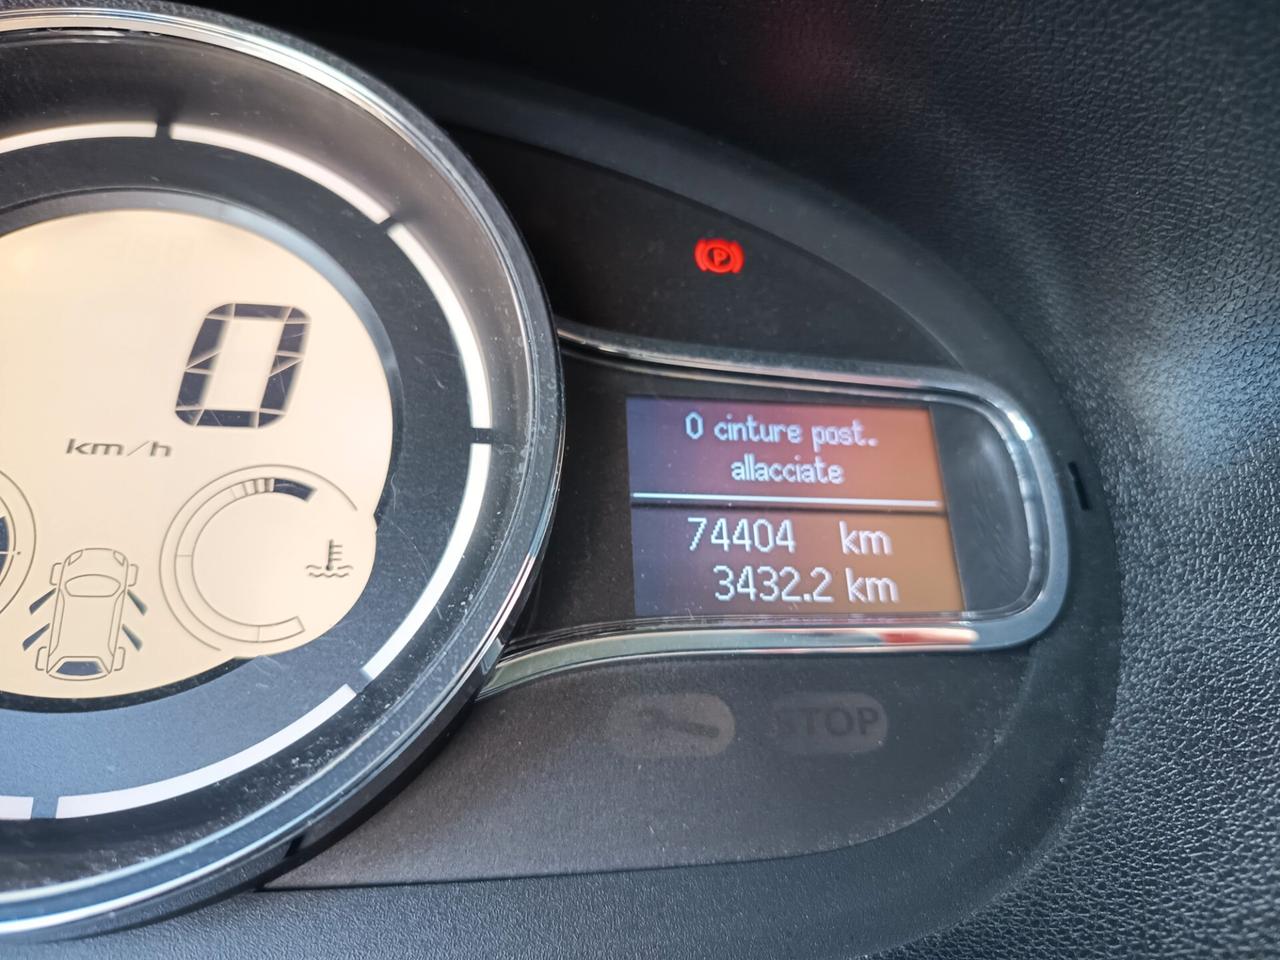 0
km/h
P
0 cinture post.
allacciate
74404 km
3432.2 km
STOP